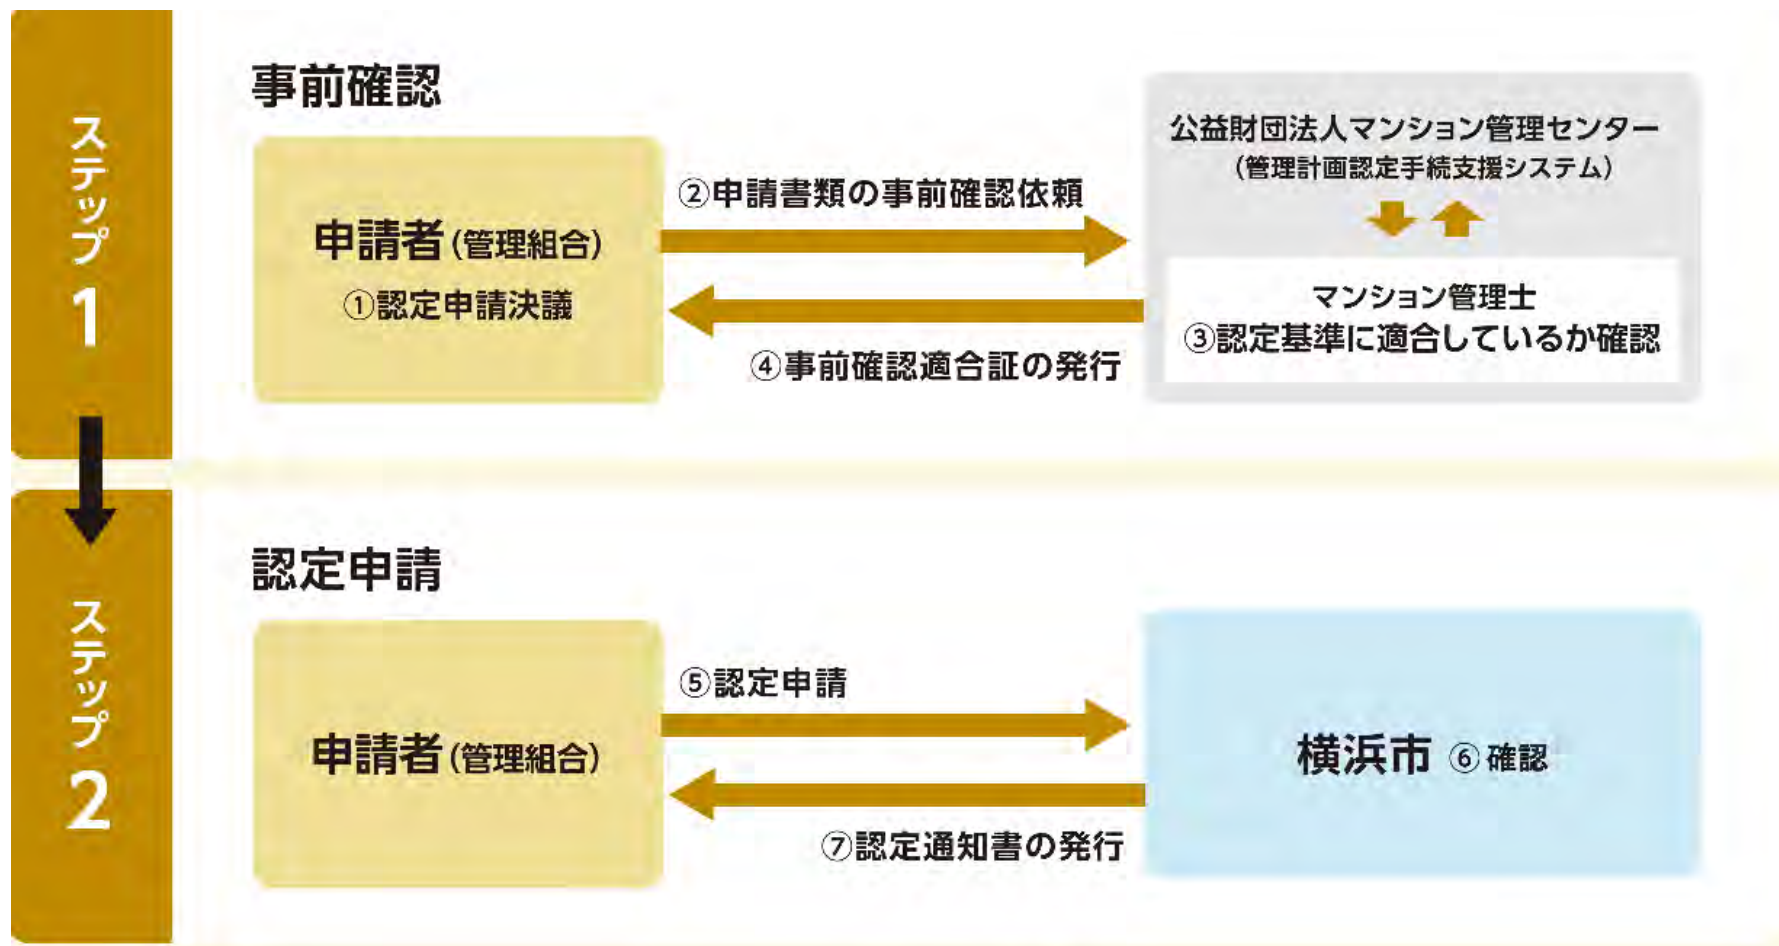 ステップ
1
事前確認
申請者(管理組合)
①認定申請決議
②申請書類の事前確認依頼
④事前確認適合証の発行
公益財団法人マンション管理センター
(管理計画認定手続支援システム)
マンション管理士
③認定基準に適合しているか確認
ステップ
2
認定申請
申請者(管理組合)
⑤認定申請
⑦認定通知書の発行
横浜市 ⑥確認